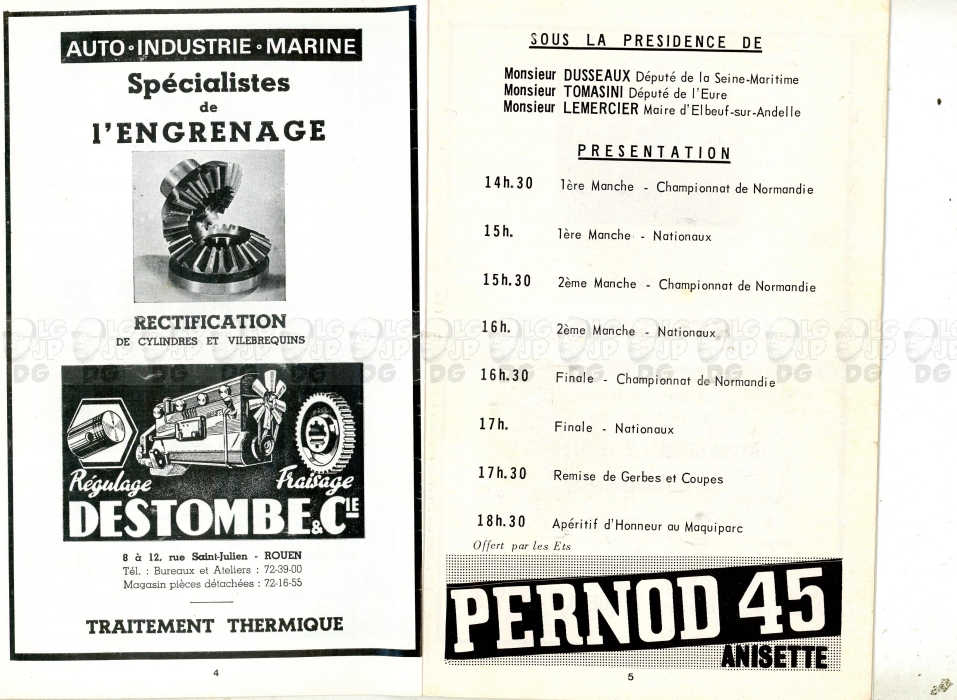 AUTO • INDUSTRIE • MARINE
Spécialistes
de
l'ENGRENAGE
RECTIFICATION
DE CYLINDRES ET VILEBREQUINS
Régulage Fraisage
DESTOMBE & CIE
8 à 12, rue Saint-Julien - ROUEN
Tél. : Bureaux et Ateliers : 72-39-00
Magasin pièces détachées : 72-16-55
TRAITEMENT THERMIQUE
4
SOUS LA PRESIDENCE DE
Monsieur DUSSEAUX Député de la Seine-Maritime
Monsieur TOMASINI Député de l'Eure
Monsieur LEMERCIER Maire d'Elbeuf-sur-Andelle
PRESENTATION
14h.30 1ère Manche - Championnat de Normandie
15h. 1ère Manche - Nationaux
15h.30 2ème Manche - Championnat de Normandie
16h. 2ème Manche - Nationaux
16h.30 Finale - Championnat de Normandie
17h. Finale - Nationaux
17h.30 Remise de Gerbes et Coupes
18h.30 Apéritif d'Honneur au Maquiparc
Offert par les Ets
PERNOD 45
ANISETTE
5
LG JP DG